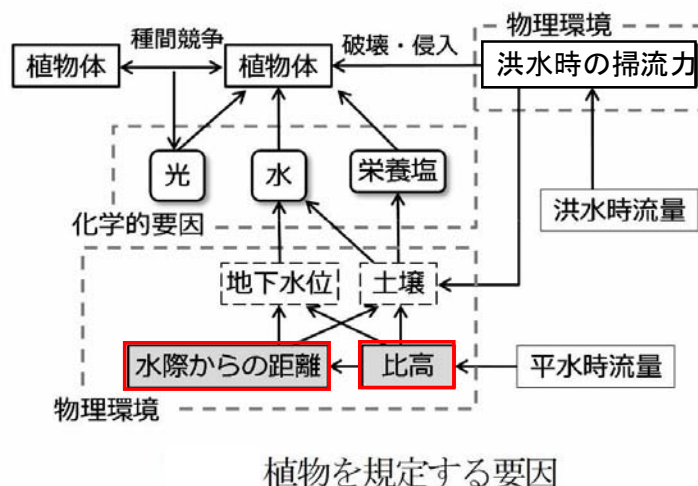 物理環境
種間競争
破壊・侵入
植物体
植物体
洪水時の掃流力
光
水
栄養塩
化学的要因
洪水時流量
地下水位
土壌
水際からの距離
比高
平水時流量
物理環境
植物を規定する要因